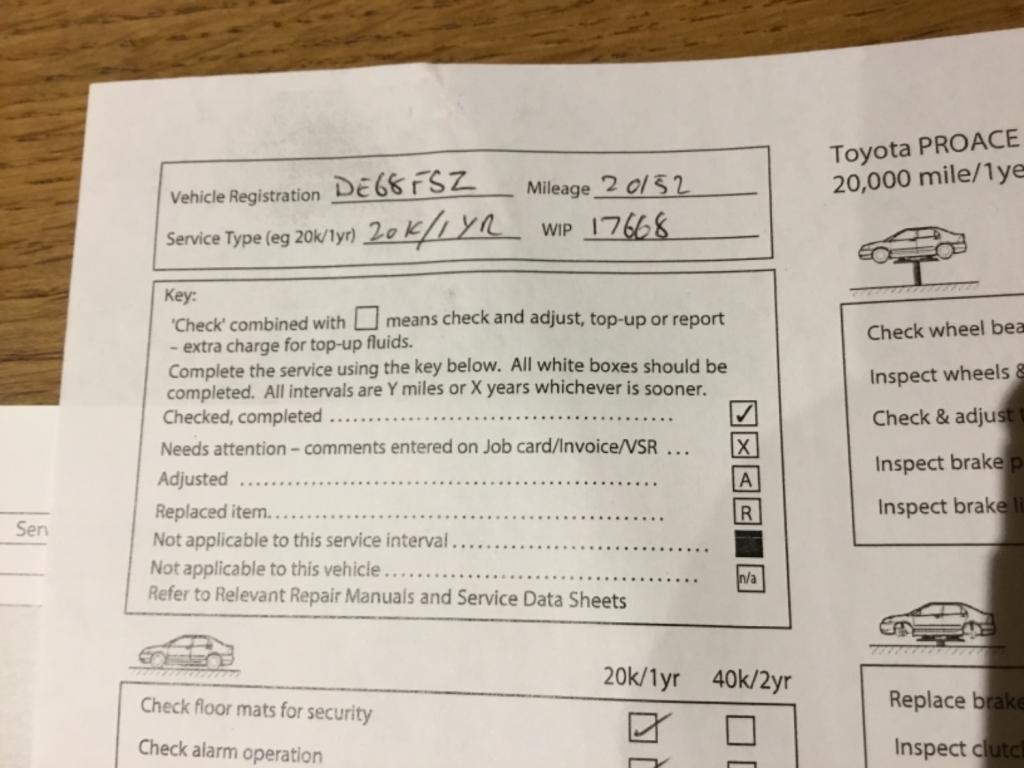 Vehicle Registration DE68FSZ Mileage 20152
Service Type (eg 20k/1yr) 20K/1YR WIP 17668
Key:
'Check' combined with means check and adjust, top-up or report
– extra charge for top-up fluids.
Complete the service using the key below. All white boxes should be
completed. All intervals are Y miles or X years whichever is sooner.
Checked, completed .......... ✓
Needs attention – comments entered on Job card/Invoice/VSR ... X
Adjusted .......... A
Replaced item.......... R
Not applicable to this service interval..........
Not applicable to this vehicle.......... n/a
Refer to Relevant Repair Manuals and Service Data Sheets
20k/1yr 40k/2yr
Check floor mats for security ✓
Check alarm operation
Toyota PROACE
20,000 mile/1ye
Check wheel bea
Inspect wheels &
Check & adjust
Inspect brake p
Inspect brake li
Replace brake
Inspect clutc
Serv